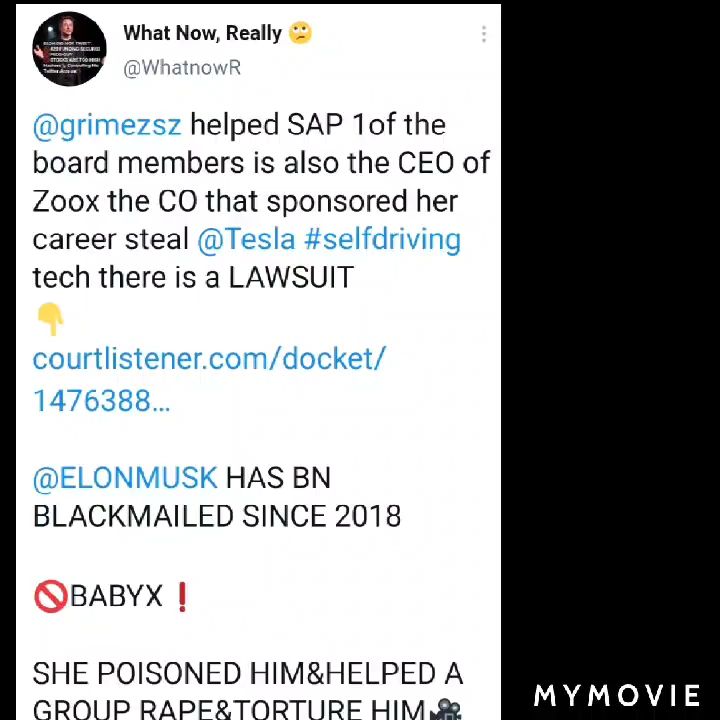 What Now, Really 🙄
@WhatnowR
@grimezsz helped SAP 1of the
board members is also the CEO of
Zoox the CO that sponsored her
career steal @Tesla #selfdriving
tech there is a LAWSUIT
👇
courtlistener.com/docket/
1476388...
@ELONMUSK HAS BN
BLACKMAILED SINCE 2018
🚫BABYX❗
SHE POISONED HIM&HELPED A
GROUP RAPE&TORTURE HIM🎥
MYMOVIE